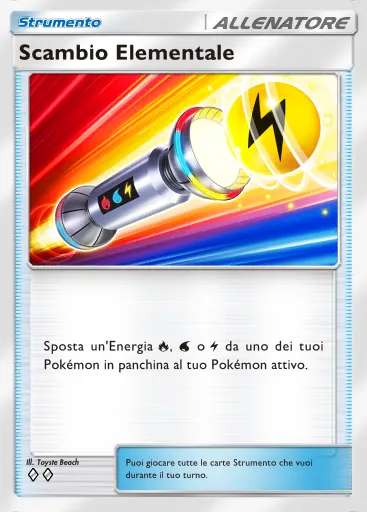 Strumento
ALLENATORE
Scambio Elementale
Sposta un'Energia , o da uno dei tuoi
Pokémon in panchina al tuo Pokémon attivo.
Ill. Toyste Beach
Puoi giocare tutte le carte Strumento che vuoi
durante il tuo turno.